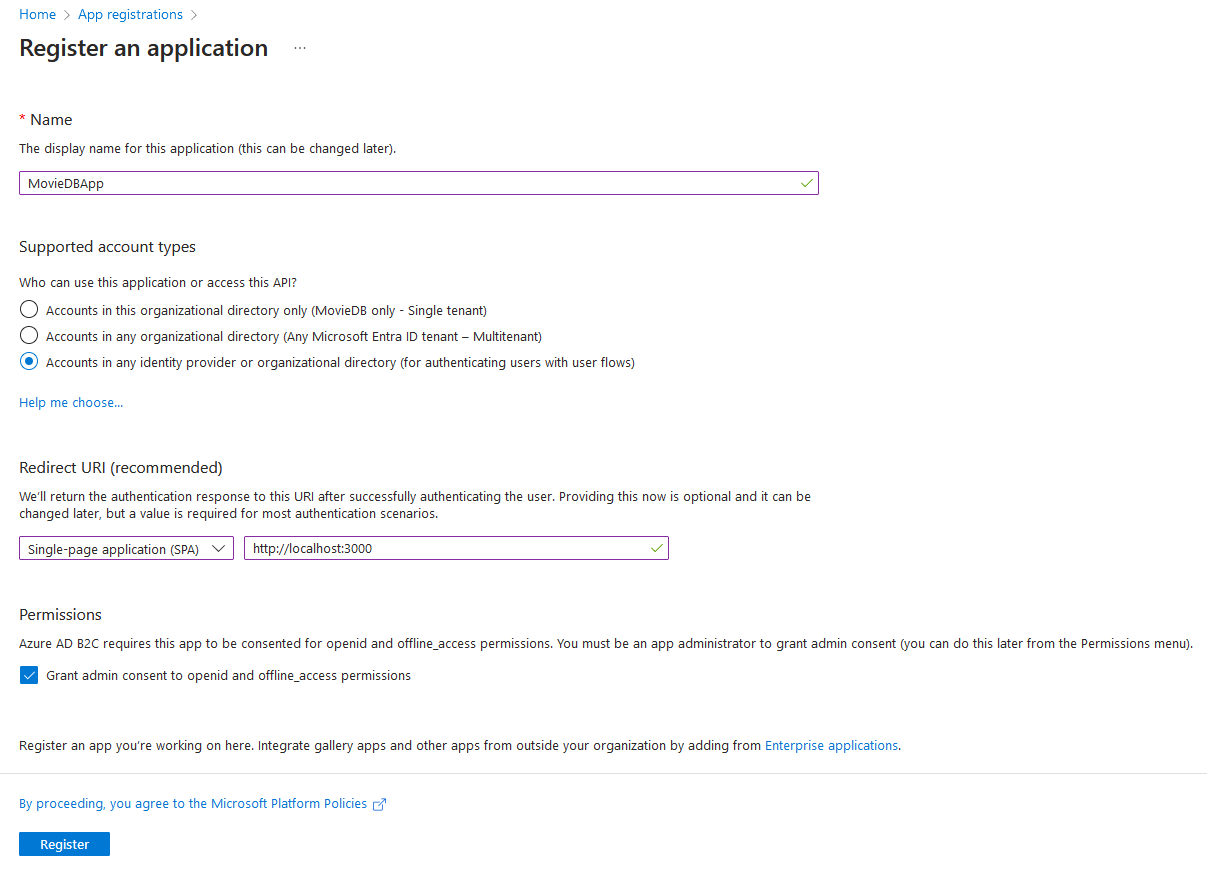 Home > App registrations >
Register an application ...
* Name
The display name for this application (this can be changed later).
MovieDBApp
Supported account types
Who can use this application or access this API?
Accounts in this organizational directory only (MovieDB only - Single tenant)
Accounts in any organizational directory (Any Microsoft Entra ID tenant – Multitenant)
Accounts in any identity provider or organizational directory (for authenticating users with user flows)
Help me choose...
Redirect URI (recommended)
We'll return the authentication response to this URI after successfully authenticating the user. Providing this now is optional and it can be
changed later, but a value is required for most authentication scenarios.
Single-page application (SPA) http://localhost:3000
Permissions
Azure AD B2C requires this app to be consented for openid and offline_access permissions. You must be an app administrator to grant admin consent (you can do this later from the Permissions menu).
Grant admin consent to openid and offline_access permissions
Register an app you're working on here. Integrate gallery apps and other apps from outside your organization by adding from Enterprise applications.
By proceeding, you agree to the Microsoft Platform Policies
Register